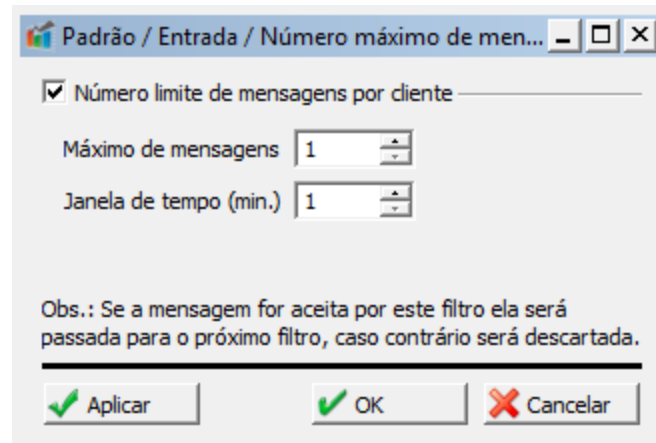 Padrão / Entrada / Número máximo de men...
Número limite de mensagens por cliente
Máximo de mensagens 1
Janela de tempo (min.) 1
Obs.: Se a mensagem for aceita por este filtro ela será
passada para o próximo filtro, caso contrário será descartada.
Aplicar OK Cancelar